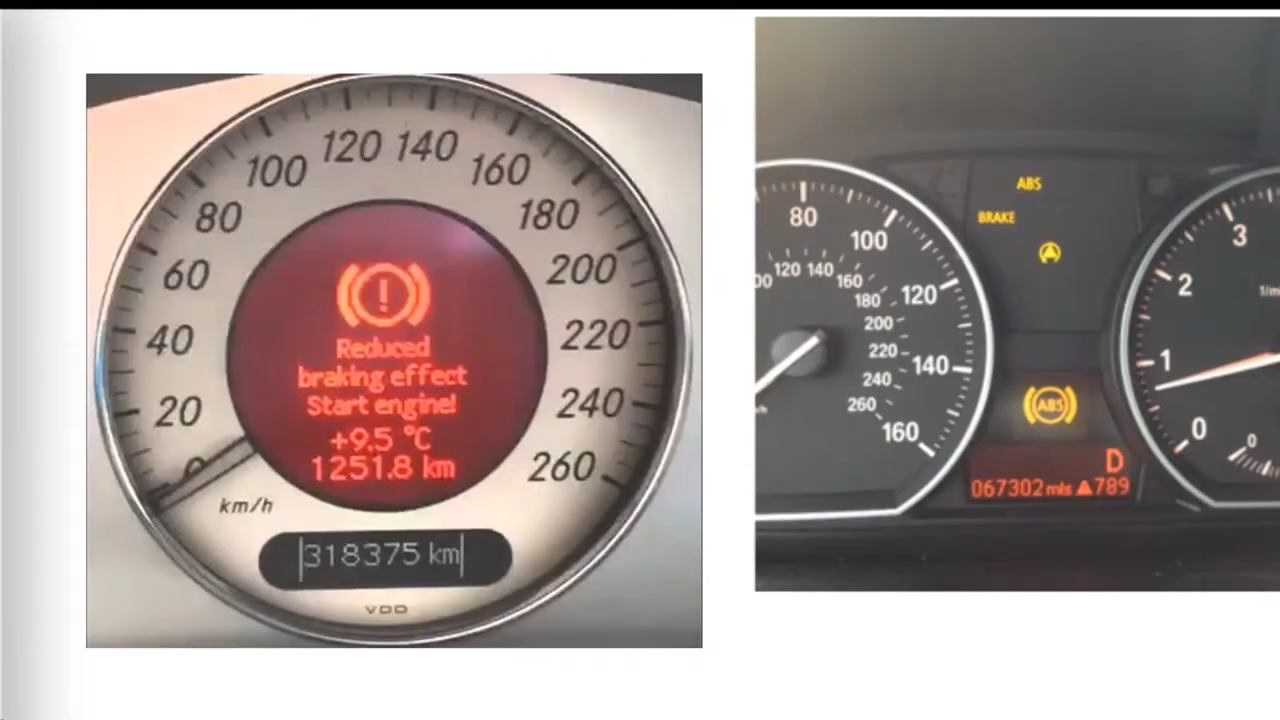 20
40
60
80
100
120
140
160
180
200
220
240
260
Reduced
braking effect
Start engine!
+9.5 °C
1251.8 km
km/h
318375 km
VDO
ABS
BRAKE
A
80
100
120
140
160
120
140
160
180
200
220
240
260
ABS
D
067302 mls ▲789
3
2
1
0
0